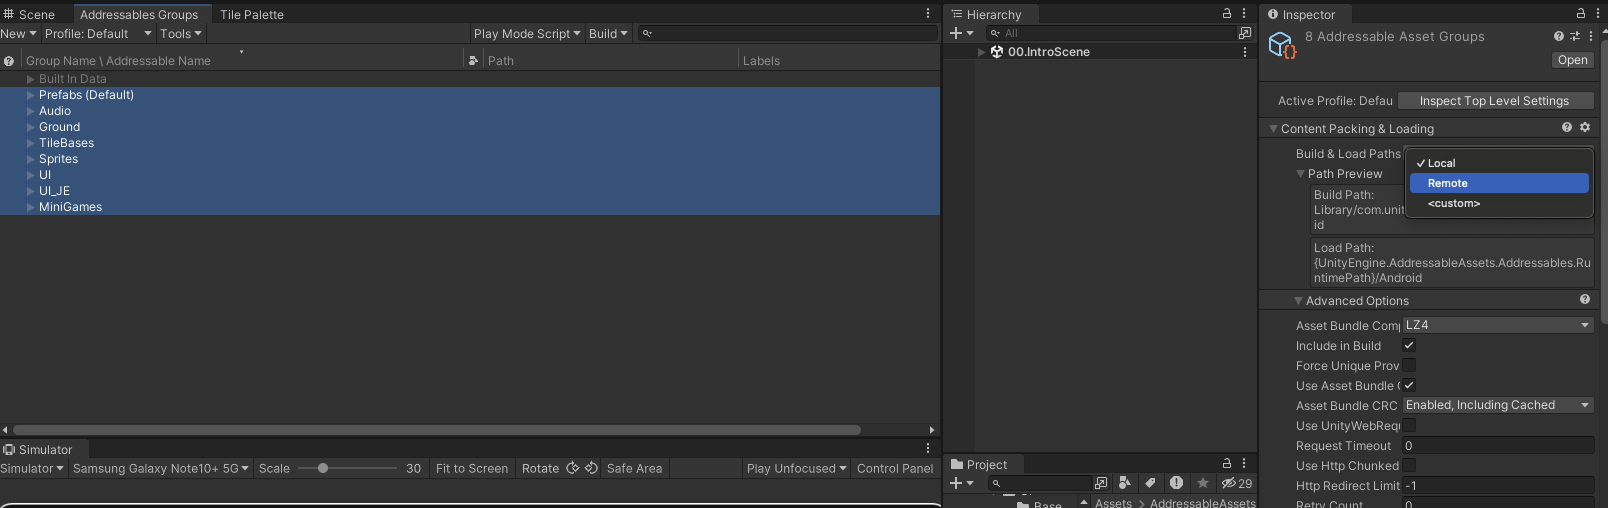 Scene Addressables Groups Tile Palette
New Profile: Default Tools Play Mode Script Build
Group Name \ Addressable Name Path Labels
Built In Data
Prefabs (Default)
Audio
Ground
TileBases
Sprites
UI
UI_JE
MiniGames
Simulator
Simulator Samsung Galaxy Note10+ 5G Scale 30 Fit to Screen Rotate Safe Area Play Unfocused Control Panel
Hierarchy
All
00.IntroScene
Project
29
Base
Assets > AddressableAssets
Inspector
8 Addressable Asset Groups
Open
Active Profile: Defau Inspect Top Level Settings
Content Packing & Loading
Build & Load Paths
✓ Local
Remote
<custom>
Path Preview
Build Path:
Library/com.unit
id
Load Path:
{UnityEngine.AddressableAssets.Addressables.Ru
ntimePath}/Android
Advanced Options
Asset Bundle Comp LZ4
Include in Build
Force Unique Prov
Use Asset Bundle C
Asset Bundle CRC Enabled, Including Cached
Use UnityWebRequ
Request Timeout 0
Use Http Chunked
Http Redirect Limit -1
Retry Count 0